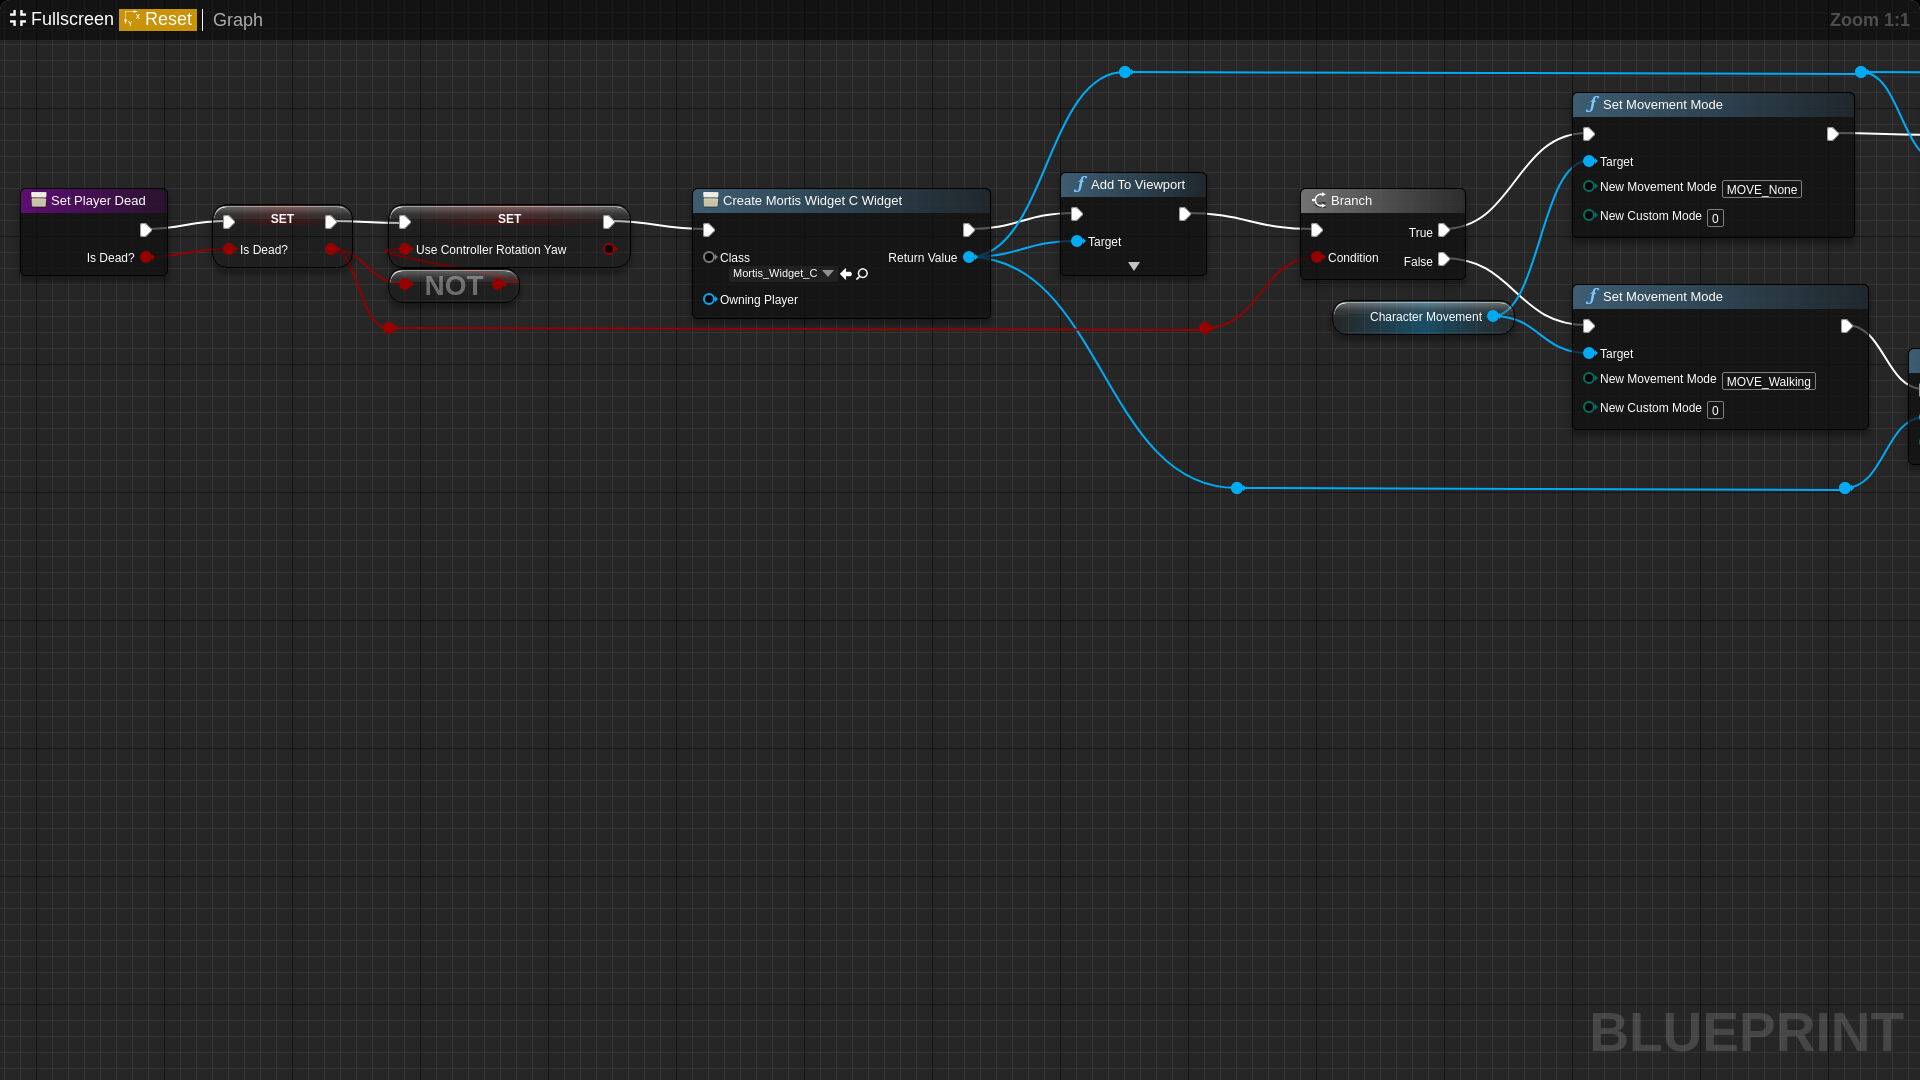 Fullscreen Reset Graph Zoom 1:1
Set Player Dead
Is Dead?
SET
Is Dead?
SET
Use Controller Rotation Yaw
NOT
Create Mortis Widget C Widget
Class
Mortis_Widget_C
Return Value
Owning Player
Add To Viewport
Target
Branch
True
Condition
False
Character Movement
Set Movement Mode
Target
New Movement Mode MOVE_None
New Custom Mode 0
Set Movement Mode
Target
New Movement Mode MOVE_Walking
New Custom Mode 0
BLUEPRINT